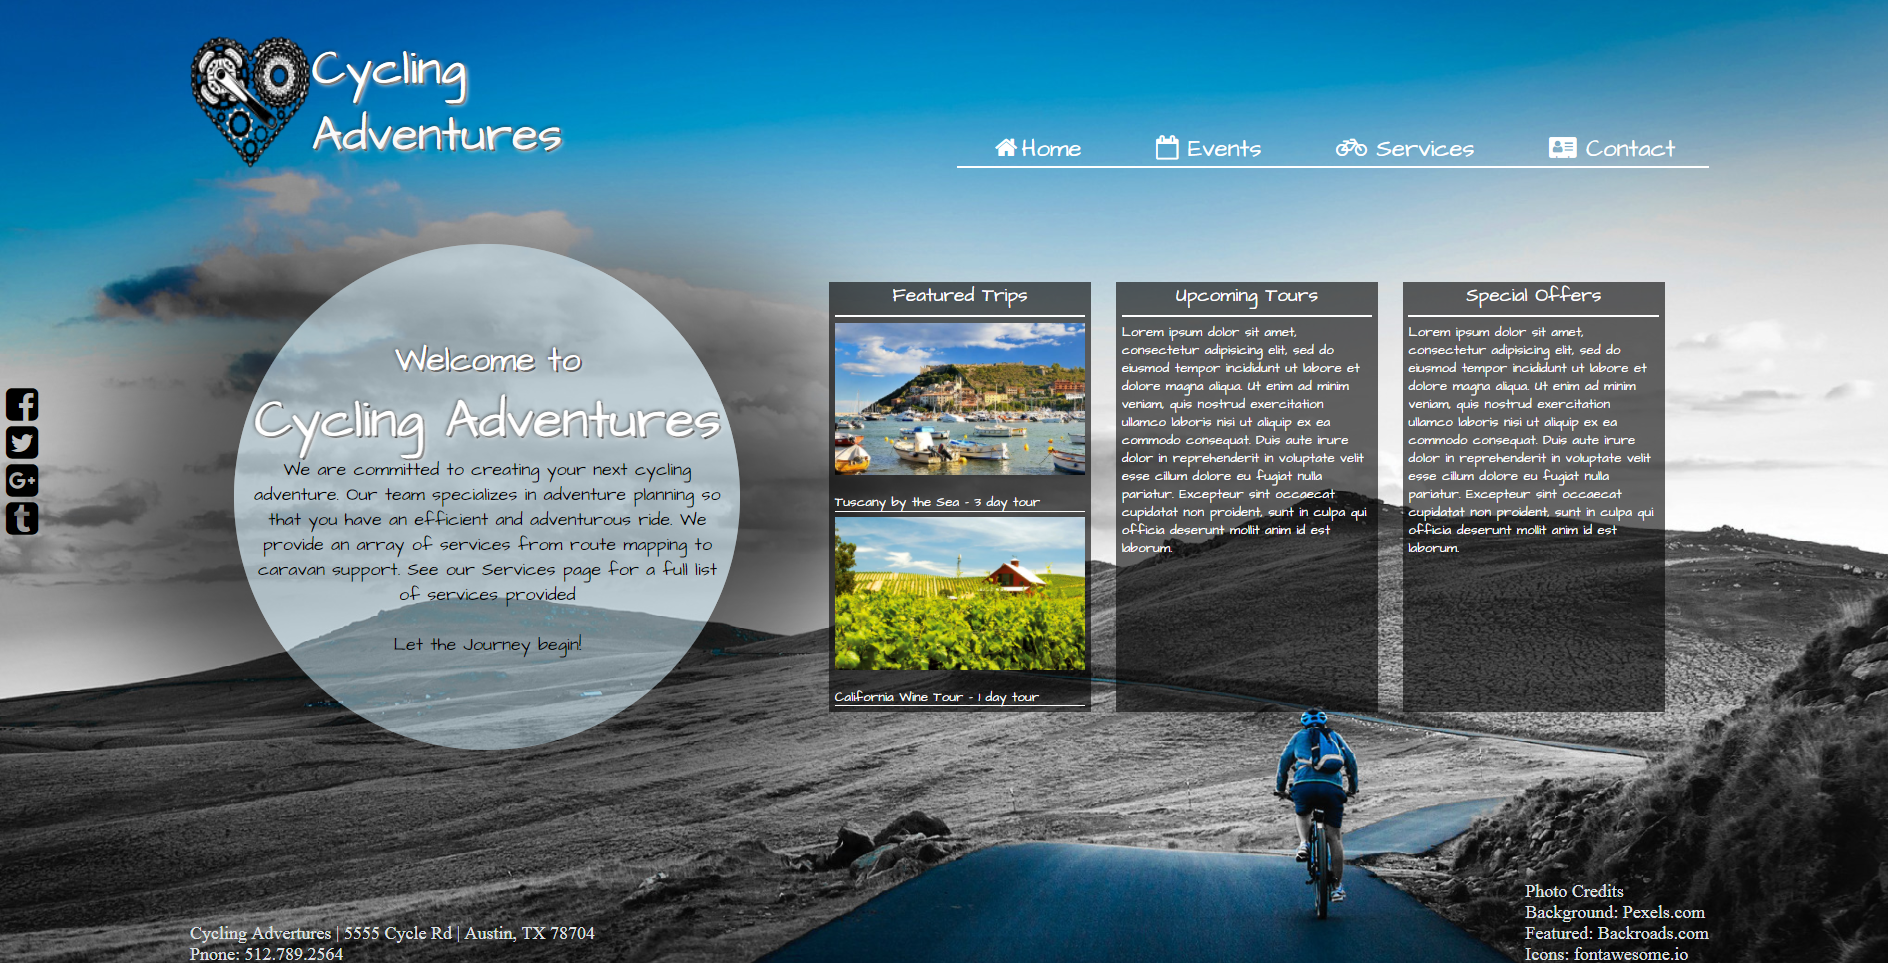 Cycling
Adventures
Home Events Services Contact
Welcome to
Cycling Adventures
We are committed to creating your next cycling
adventure. Our team specializes in adventure planning so
that you have an efficient and adventurous ride. We
provide an array of services from route mapping to
caravan support. See our Services page for a full list
of services provided
Let the Journey begin!
Featured Trips
Tuscany by the Sea - 3 day tour
California Wine Tour - 1 day tour
Upcoming Tours
Lorem ipsum dolor sit amet,
consectetur adipisicing elit, sed do
eiusmod tempor incididunt ut labore et
dolore magna aliqua. Ut enim ad minim
veniam, quis nostrud exercitation
ullamco laboris nisi ut aliquip ex ea
commodo consequat. Duis aute irure
dolor in reprehenderit in voluptate velit
esse cillum dolore eu fugiat nulla
pariatur. Excepteur sint occaecat
cupidatat non proident, sunt in culpa qui
officia deserunt mollit anim id est
laborum.
Special Offers
Lorem ipsum dolor sit amet,
consectetur adipisicing elit, sed do
eiusmod tempor incididunt ut labore et
dolore magna aliqua. Ut enim ad minim
veniam, quis nostrud exercitation
ullamco laboris nisi ut aliquip ex ea
commodo consequat. Duis aute irure
dolor in reprehenderit in voluptate velit
esse cillum dolore eu fugiat nulla
pariatur. Excepteur sint occaecat
cupidatat non proident, sunt in culpa qui
officia deserunt mollit anim id est
laborum.
Cycling Advertures | 5555 Cycle Rd | Austin, TX 78704
Pnone: 512.789.2564
Photo Credits
Background: Pexels.com
Featured: Backroads.com
Icons: fontawesome.io